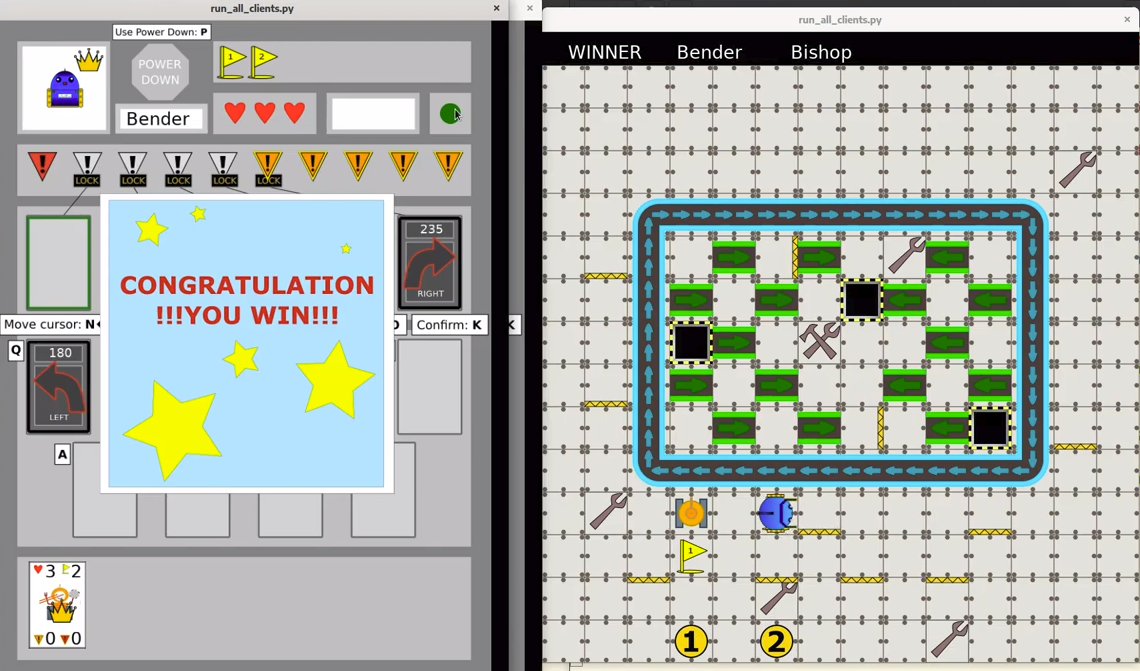 run_all_clients.py
Use Power Down: P
POWER
DOWN
1
2
Bender
!
!
LOCK
!
LOCK
!
LOCK
!
LOCK
!
LOCK
!
!
!
!
CONGRATULATION
!!!YOU WIN!!!
235
RIGHT
Move cursor: N
Confirm: K
K
Q
180
LEFT
A
3
2
0
0
run_all_clients.py
WINNER Bender Bishop
1
1
2